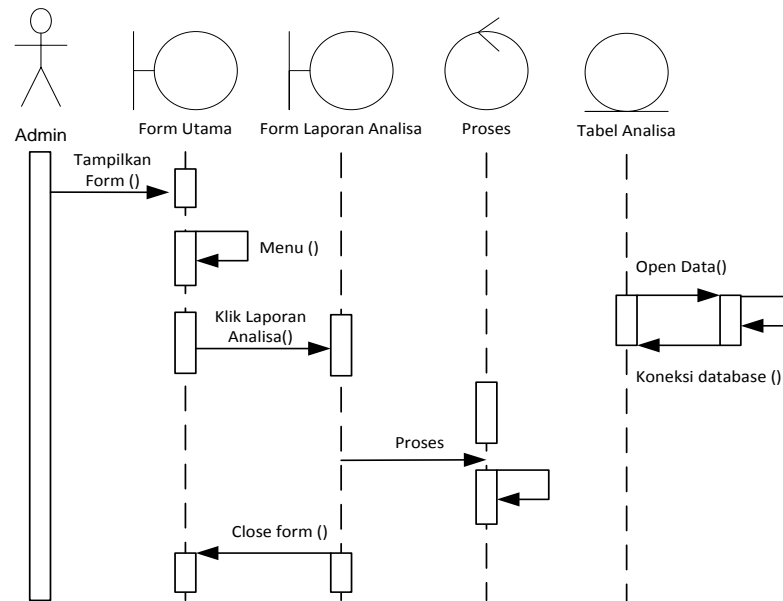 Admin
Form Utama
Form Laporan Analisa
Proses
Tabel Analisa
Tampilkan
Form ()
Menu ()
Open Data()
Klik Laporan
Analisa()
Koneksi database ()
Proses
Close form ()